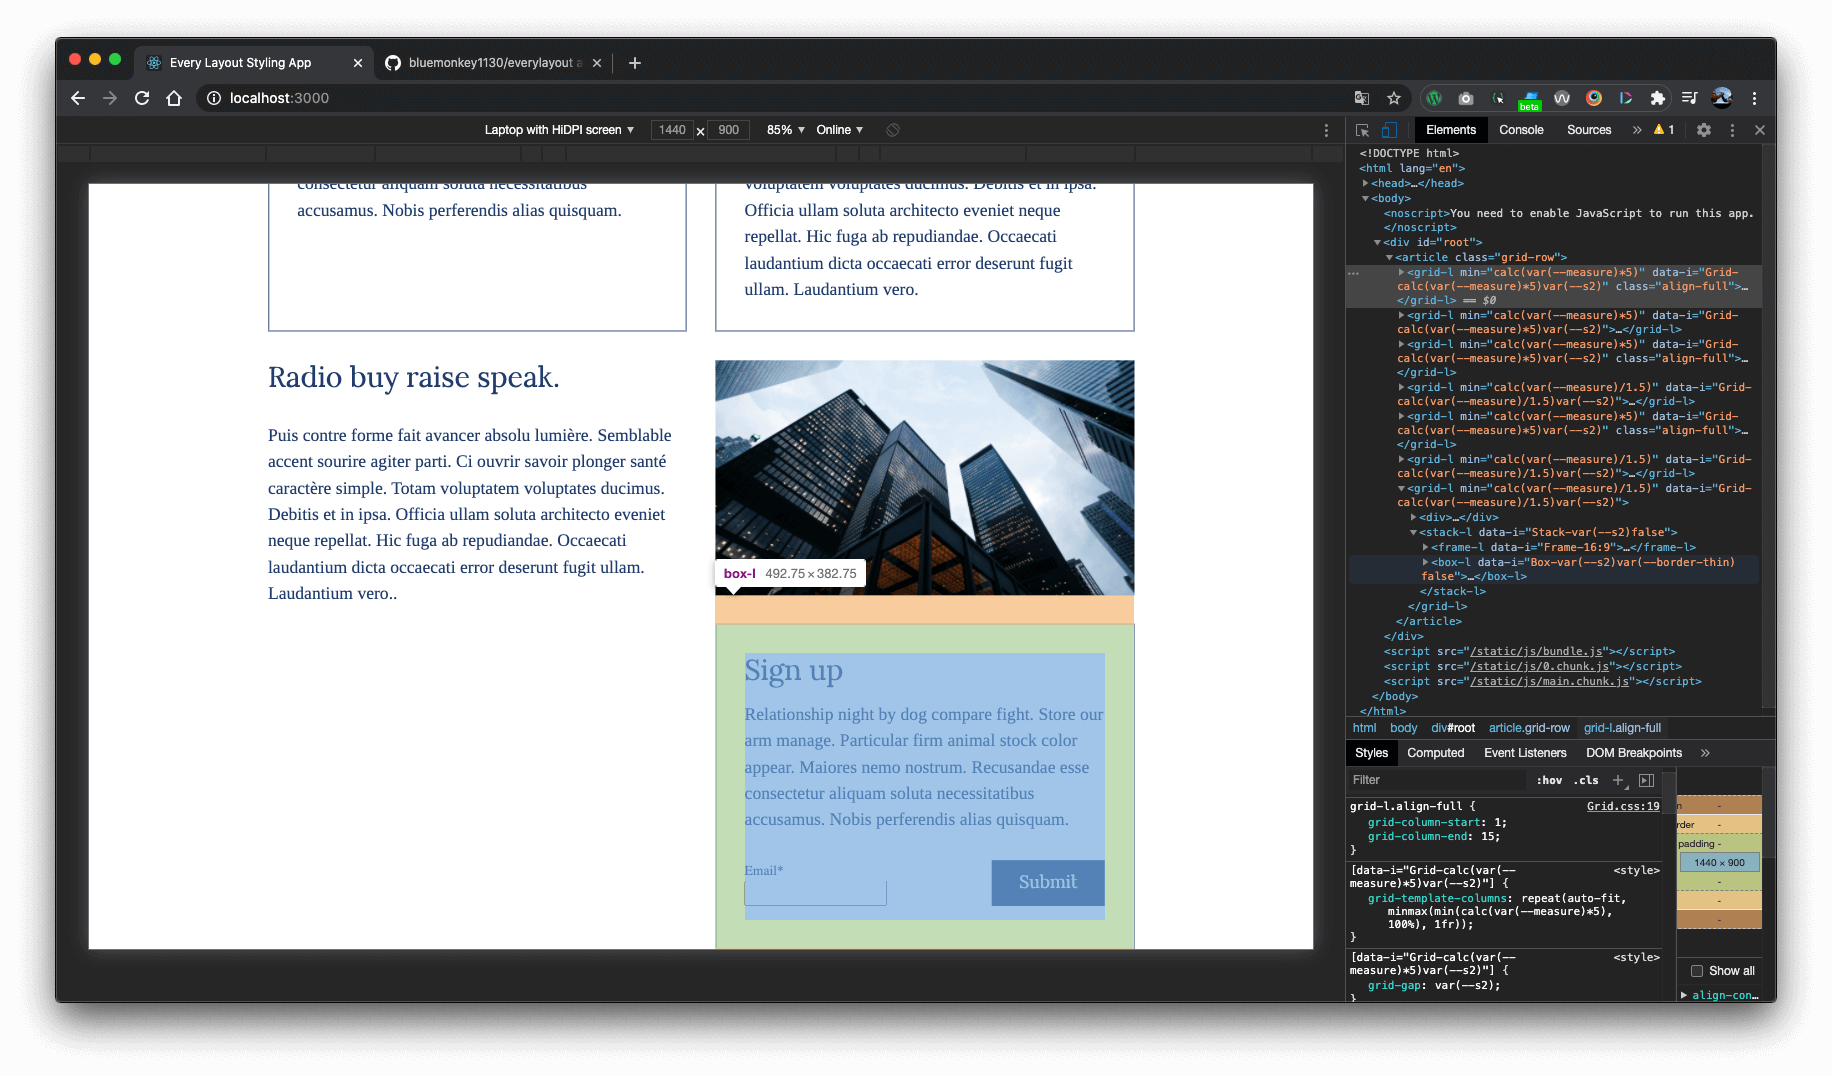 Every Layout Styling App
bluemonkey1130/everylayout a
localhost:3000
beta
Laptop with HiDPI screen
1440
x
900
85%
Online
Elements
Console
Sources
»
1
consectetur aliquam soluta necessitatibus
accusamus. Nobis perferendis alias quisquam.
voluptatem voluptates ducimus. Debitis et in ipsa.
Officia ullam soluta architecto eveniet neque
repellat. Hic fuga ab repudiandae. Occaecati
laudantium dicta occaecati error deserunt fugit
ullam. Laudantium vero.
Radio buy raise speak.
Puis contre forme fait avancer absolu lumière. Semblable
accent sourire agiter parti. Ci ouvrir savoir plonger santé
caractère simple. Totam voluptatem voluptates ducimus.
Debitis et in ipsa. Officia ullam soluta architecto eveniet
neque repellat. Hic fuga ab repudiandae. Occaecati
laudantium dicta occaecati error deserunt fugit ullam.
Laudantium vero..
box-l 492.75×382.75
Sign up
Relationship night by dog compare fight. Store our
arm manage. Particular firm animal stock color
appear. Maiores nemo nostrum. Recusandae esse
consectetur aliquam soluta necessitatibus
accusamus. Nobis perferendis alias quisquam.
Email*
Submit
<!DOCTYPE html>
<html lang="en">
<head>…</head>
<body>
<noscript>You need to enable JavaScript to run this app.
</noscript>
<div id="root">
<article class="grid-row">
<grid-l min="calc(var(--measure)*5)" data-i="Grid-
calc(var(--measure)*5)var(--s2)" class="align-full">…
</grid-l> == $0
<grid-l min="calc(var(--measure)*5)" data-i="Grid-
calc(var(--measure)*5)var(--s2)">…</grid-l>
<grid-l min="calc(var(--measure)*5)" data-i="Grid-
calc(var(--measure)*5)var(--s2)" class="align-full">…
</grid-l>
<grid-l min="calc(var(--measure)/1.5)" data-i="Grid-
calc(var(--measure)/1.5)var(--s2)">…</grid-l>
<grid-l min="calc(var(--measure)*5)" data-i="Grid-
calc(var(--measure)*5)var(--s2)" class="align-full">…
</grid-l>
<grid-l min="calc(var(--measure)/1.5)" data-i="Grid-
calc(var(--measure)/1.5)var(--s2)">…</grid-l>
<grid-l min="calc(var(--measure)/1.5)" data-i="Grid-
calc(var(--measure)/1.5)var(--s2)">
<div>…</div>
<stack-l data-i="Stack-var(--s2)false">
<frame-l data-i="Frame-16:9">…</frame-l>
<box-l data-i="Box-var(--s2)var(--border-thin)
false">…</box-l>
</stack-l>
</grid-l>
</article>
</div>
<script src="/static/js/bundle.js"></script>
<script src="/static/js/0.chunk.js"></script>
<script src="/static/js/main.chunk.js"></script>
</body>
</html>
html body div#root article.grid-row grid-l.align-full
Styles Computed Event Listeners DOM Breakpoints »
Filter
:hov .cls +
grid-l.align-full {
Grid.css:19
grid-column-start: 1;
grid-column-end: 15;
}
[data-i="Grid-calc(var(--
<style>
measure)*5)var(--s2)"] {
grid-template-columns: repeat(auto-fit,
minmax(min(calc(var(--measure)*5),
100%), 1fr));
}
[data-i="Grid-calc(var(--
<style>
measure)*5)var(--s2)"] {
grid-gap: var(--s2);
}
n -
rder -
padding -
1440 × 900
-
-
-
Show all
align-con…